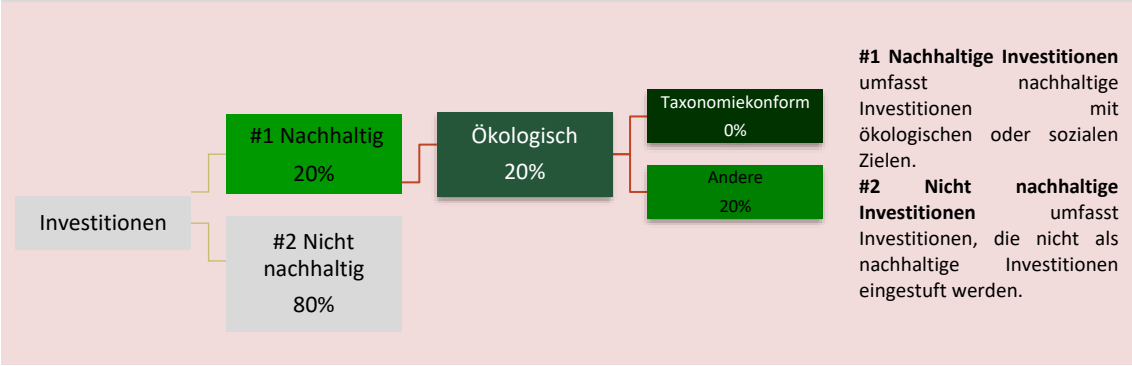 Investitionen
#1 Nachhaltig
20%
#2 Nicht
nachhaltig
80%
Ökologisch
20%
Taxonomiekonform
0%
Andere
20%
#1 Nachhaltige Investitionen
umfasst nachhaltige
Investitionen mit
ökologischen oder sozialen
Zielen.
#2 Nicht nachhaltige
Investitionen umfasst
Investitionen, die nicht als
nachhaltige Investitionen
eingestuft werden.